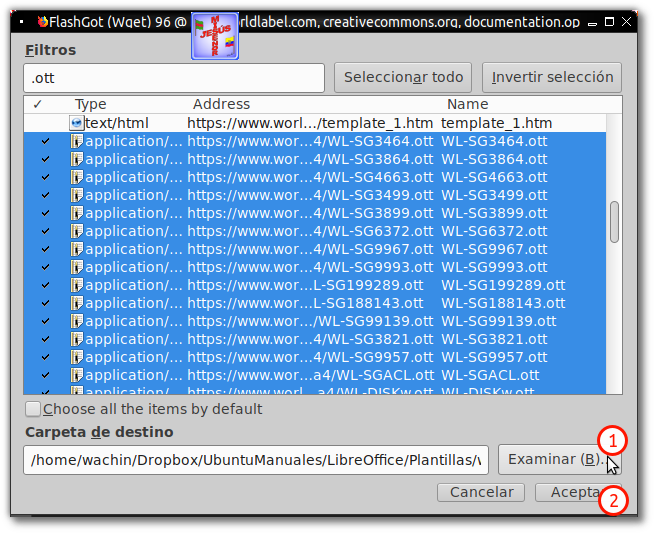 FlashGot (Wget) 96 @ rldlabel.com, creativecommons.org, documentation.op
MI TESORO
JESÚS
Filtros
.ott
Seleccionar todo
Invertir selección
✓ Type Address Name
text/html https://www.worl.../template_1.htm template_1.htm
✔ application/... https://www.wor...4/WL-SG3464.ott WL-SG3464.ott
✔ application/... https://www.wor...4/WL-SG3864.ott WL-SG3864.ott
✔ application/... https://www.wor...4/WL-SG4663.ott WL-SG4663.ott
✔ application/... https://www.wor...4/WL-SG3499.ott WL-SG3499.ott
✔ application/... https://www.wor...4/WL-SG3899.ott WL-SG3899.ott
✔ application/... https://www.wor...4/WL-SG6372.ott WL-SG6372.ott
✔ application/... https://www.wor...4/WL-SG9967.ott WL-SG9967.ott
✔ application/... https://www.wor...4/WL-SG9993.ott WL-SG9993.ott
✔ application/... https://www.wor...L-SG199289.ott WL-SG199289.ott
✔ application/... https://www.wor...L-SG188143.ott WL-SG188143.ott
✔ application/... https://www.wor.../WL-SG99139.ott WL-SG99139.ott
✔ application/... https://www.wor...4/WL-SG3821.ott WL-SG3821.ott
✔ application/... https://www.wor...4/WL-SG9957.ott WL-SG9957.ott
✔ application/... https://www.wor...a4/WL-SGACL.ott WL-SGACL.ott
✔ application/... https://www.wor...a4/WL-DISKw.ott WL-DISKw.ott
Choose all the items by default
Carpeta de destino
1
/home/wachin/Dropbox/UbuntuManuales/LibreOffice/Plantillas/w
Examinar (B)..
Cancelar
Acepta
2